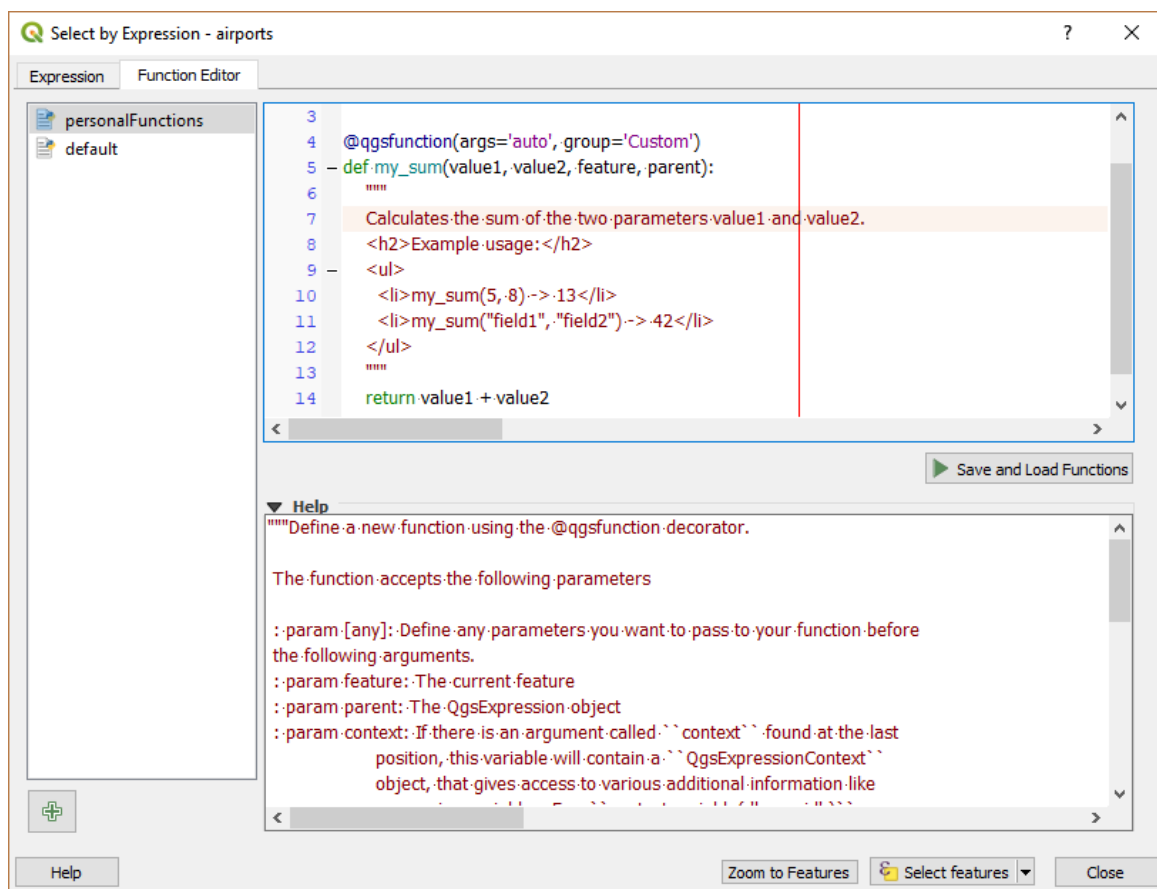 Select by Expression - airports
?
Expression
Function Editor
personalFunctions
default
3
4 @qgsfunction(args='auto', group='Custom')
5 def my_sum(value1, value2, feature, parent):
6 """
7 Calculates the sum of the two parameters value1 and value2.
8 <h2>Example usage:</h2>
9 <ul>
10 <li>my_sum(5, 8) -> 13</li>
11 <li>my_sum("field1", "field2") -> 42</li>
12 </ul>
13 """
14 return value1 + value2
Save and Load Functions
Help
"""Define a new function using the @qgsfunction decorator.
The function accepts the following parameters
: param [any]: Define any parameters you want to pass to your function before
the following arguments.
: param feature: The current feature
: param parent: The QgsExpression object
: param context: If there is an argument called ``context`` found at the last
position, this variable will contain a ``QgsExpressionContext``
object, that gives access to various additional information like
Help
Zoom to Features
Select features
Close